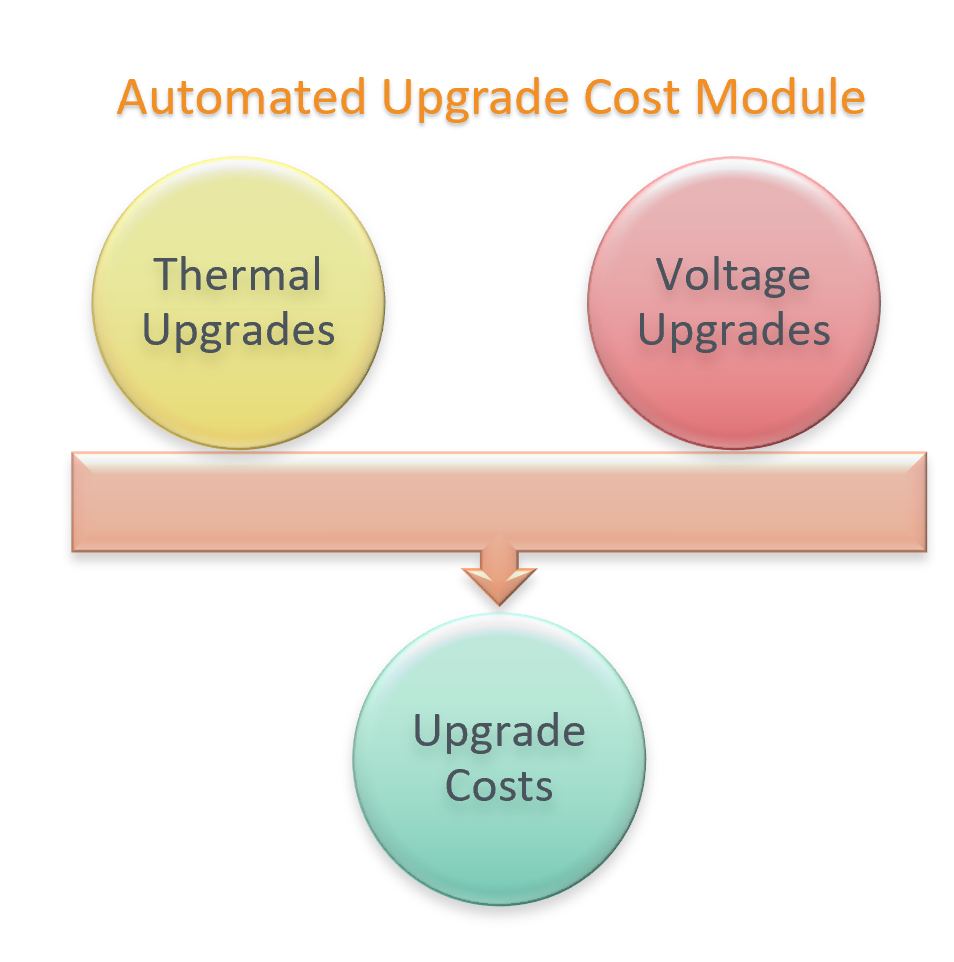 Automated Upgrade Cost Module
Thermal
Upgrades
Voltage
Upgrades
Upgrade
Costs